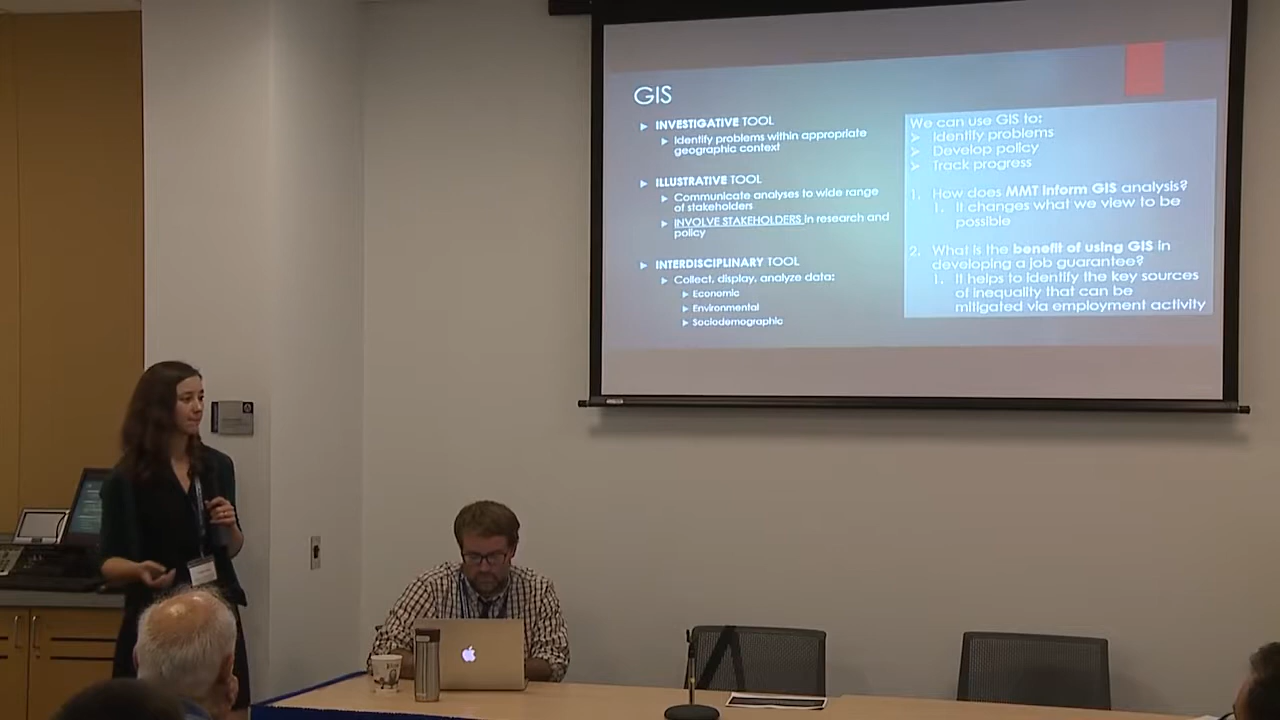 GIS
INVESTIGATIVE TOOL
Identify problems within appropriate
geographic context
ILLUSTRATIVE TOOL
Communicate analyses to wide range
of stakeholders
INVOLVE STAKEHOLDERS in research and
policy
INTERDISCIPLINARY TOOL
Collect, display, analyze data:
Economic
Environmental
Sociodemographic
We can use GIS to:
Identify problems
Develop policy
Track progress
1. How does MMT inform GIS analysis?
1. It changes what we view to be
possible
2. What is the benefit of using GIS in
developing a job guarantee?
1. It helps to identify the key sources
of inequality that can be
mitigated via employment activity